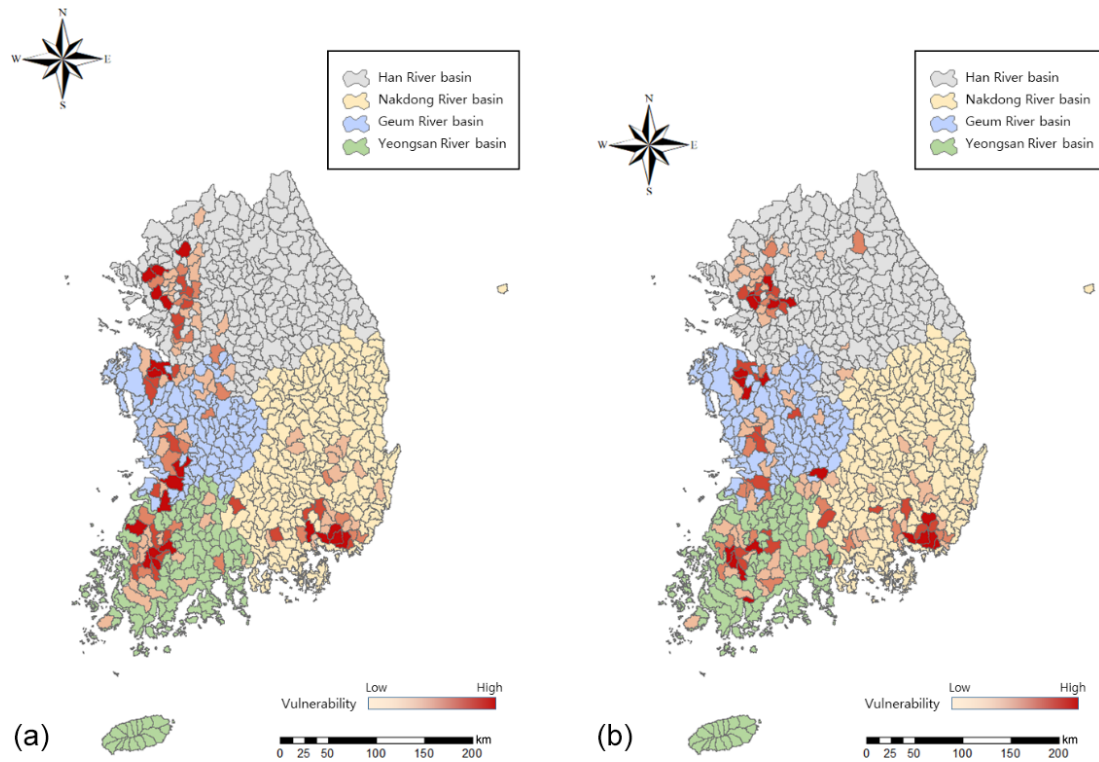 N
W E
S
Han River basin
Nakdong River basin
Geum River basin
Yeongsan River basin
Low High
Vulnerability
km
0 25 50 100 150 200
(a)
N
W E
S
Han River basin
Nakdong River basin
Geum River basin
Yeongsan River basin
Low High
Vulnerability
km
0 25 50 100 150 200
(b)